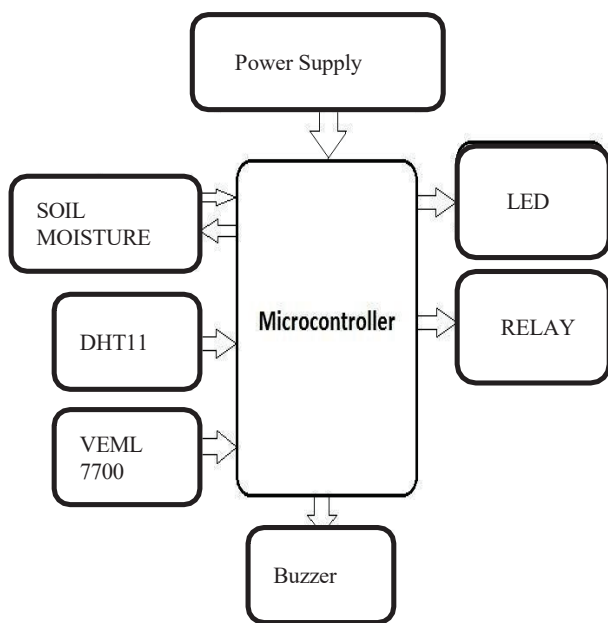 Power Supply
SOIL
MOISTURE
LED
Microcontroller
RELAY
DHT11
VEML
7700
Buzzer